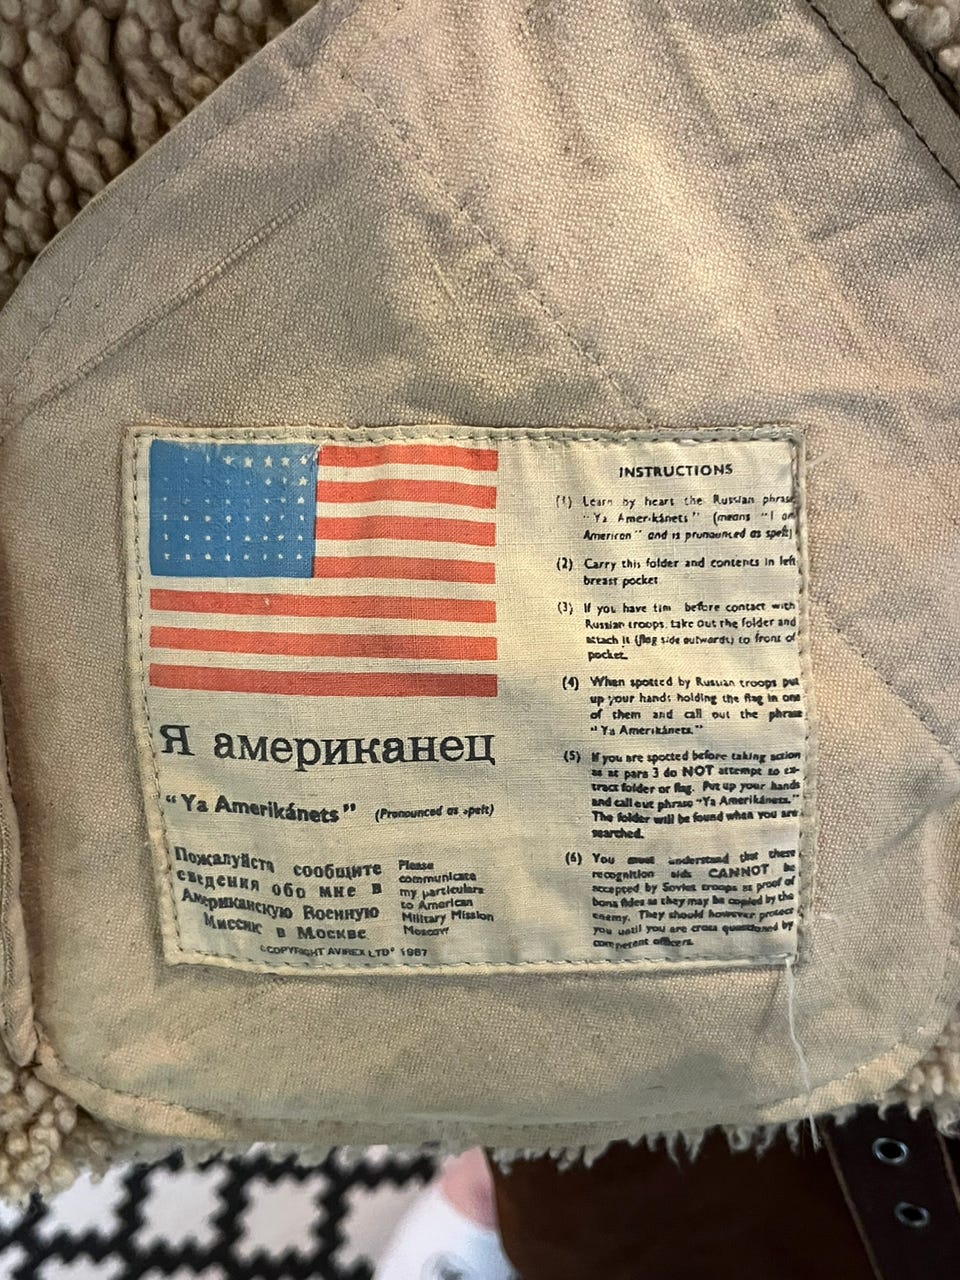 Я американец
“Ya Amerikánets” (Pronounced as spelt)
Пожалуйста сообщите
сведения обо мне в
Американскую Военную
Миссию в Москве
Please
communicate
my particulars
to American
Military Mission
Moscow
©COPYRIGHT AVIREX LTD® 1987
INSTRUCTIONS
(1) Learn by heart the Russian phrase
“Ya Amerikánets” (means “I am
American” and is pronounced as spelt)
(2) Carry this folder and contents in left
breast pocket
(3) If you have time before contact with
Russian troops, take out the folder and
attach it (flag side outwards) to front of
pocket.
(4) When spotted by Russian troops put
up your hands holding the flag in one
of them and call out the phrase
“Ya Amerikánets.”
(5) If you are spotted before taking action
as at para 3 do NOT attempt to ex-
tract folder or flag. Put up your hands
and call out phrase “Ya Amerikánets.”
The folder will be found when you are
searched.
(6) You must understand that these
recognition aids CANNOT be
accepted by Soviet troops as proof of
bona fides as they may be copied by the
enemy. They should however protect
you until you are cross questioned by
competent officers.